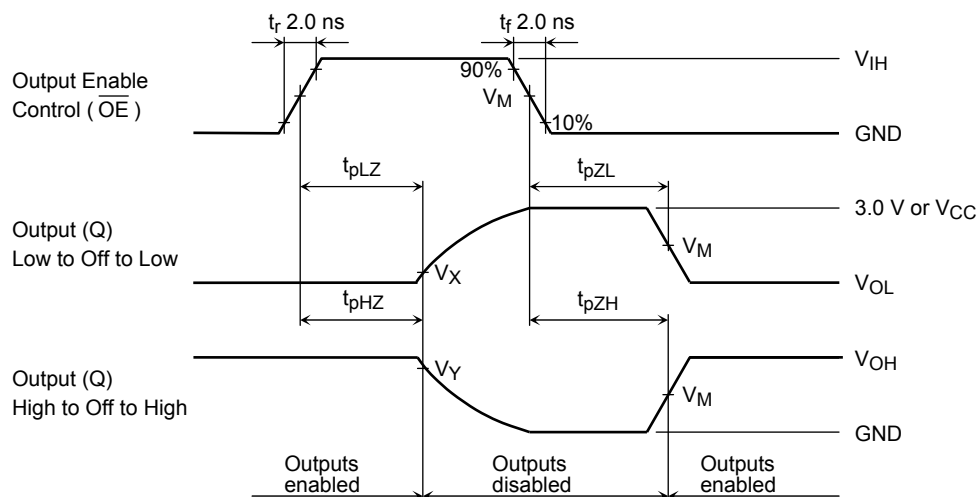 tr 2.0 ns
tf 2.0 ns
Output Enable
Control ( OE )
90%
VM
10%
VIH
GND
tpLZ
tpZL
Output (Q)
Low to Off to Low
VX
VM
3.0 V or VCC
VOL
tpHZ
tpZH
Output (Q)
High to Off to High
VY
VM
VOH
GND
Outputs
enabled
Outputs
disabled
Outputs
enabled